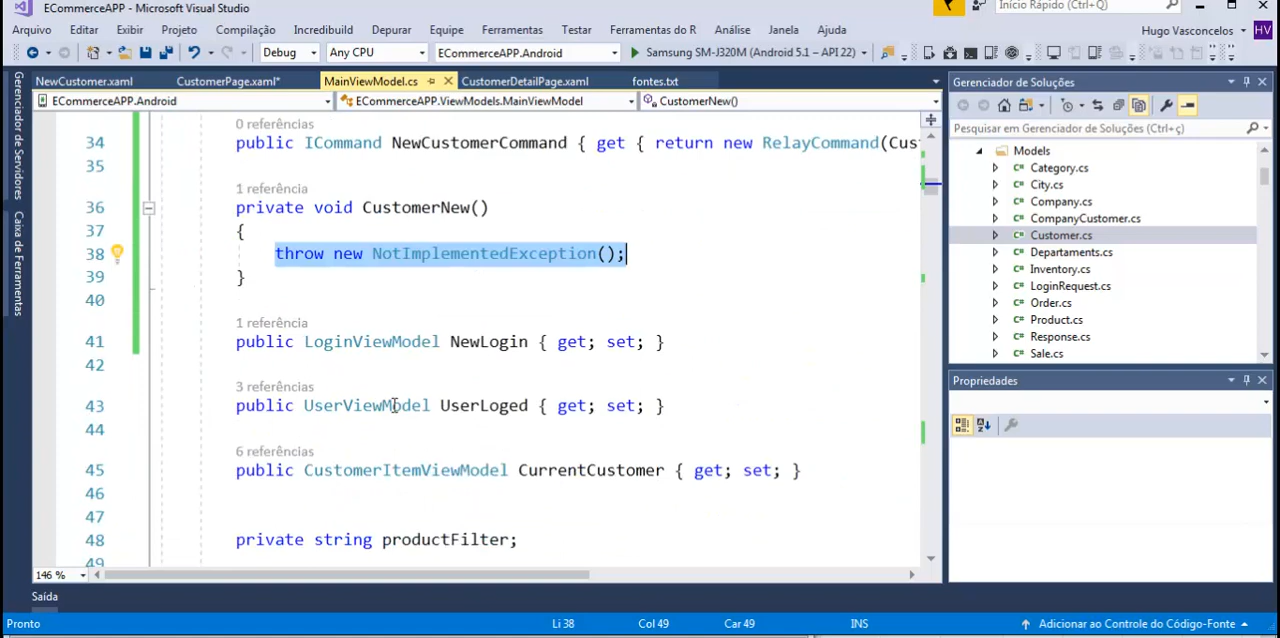 ECommerceAPP - Microsoft Visual Studio
Início Rápido (Ctrl+Q)
Arquivo Editar Exibir Projeto Compilação Incredibuild Depurar Equipe Ferramentas Testar Ferramentas do R Análise Janela Ajuda Hugo Vasconcelos HV
Debug Any CPU ECommerceAPP.Android Samsung SM-J320M (Android 5.1 - API 22)
Gerenciador de Servidores
Caixa de Ferramentas
NewCustomer.xaml CustomerPage.xaml* MainViewModel.cs CustomerDetailPage.xaml fontes.txt
ECommerceAPP.Android ECommerceAPP.ViewModels.MainViewModel CustomerNew()
0 referências
34 public ICommand NewCustomerCommand { get { return new RelayCommand(Cus
35
1 referência
36 private void CustomerNew()
37 {
38 throw new NotImplementedException();
39 }
40
1 referência
41 public LoginViewModel NewLogin { get; set; }
42
3 referências
43 public UserViewModel UserLoged { get; set; }
44
6 referências
45 public CustomerItemViewModel CurrentCustomer { get; set; }
46
47
48 private string productFilter;
49
146 %
Gerenciador de Soluções
Pesquisar em Gerenciador de Soluções (Ctrl+ç)
Models
C# Category.cs
C# City.cs
C# Company.cs
C# CompanyCustomer.cs
C# Customer.cs
C# Departaments.cs
C# Inventory.cs
C# LoginRequest.cs
C# Order.cs
C# Product.cs
C# Response.cs
C# Sale.cs
Propriedades
Saída
Pronto Li 38 Col 49 Car 49 INS Adicionar ao Controle do Código-Fonte